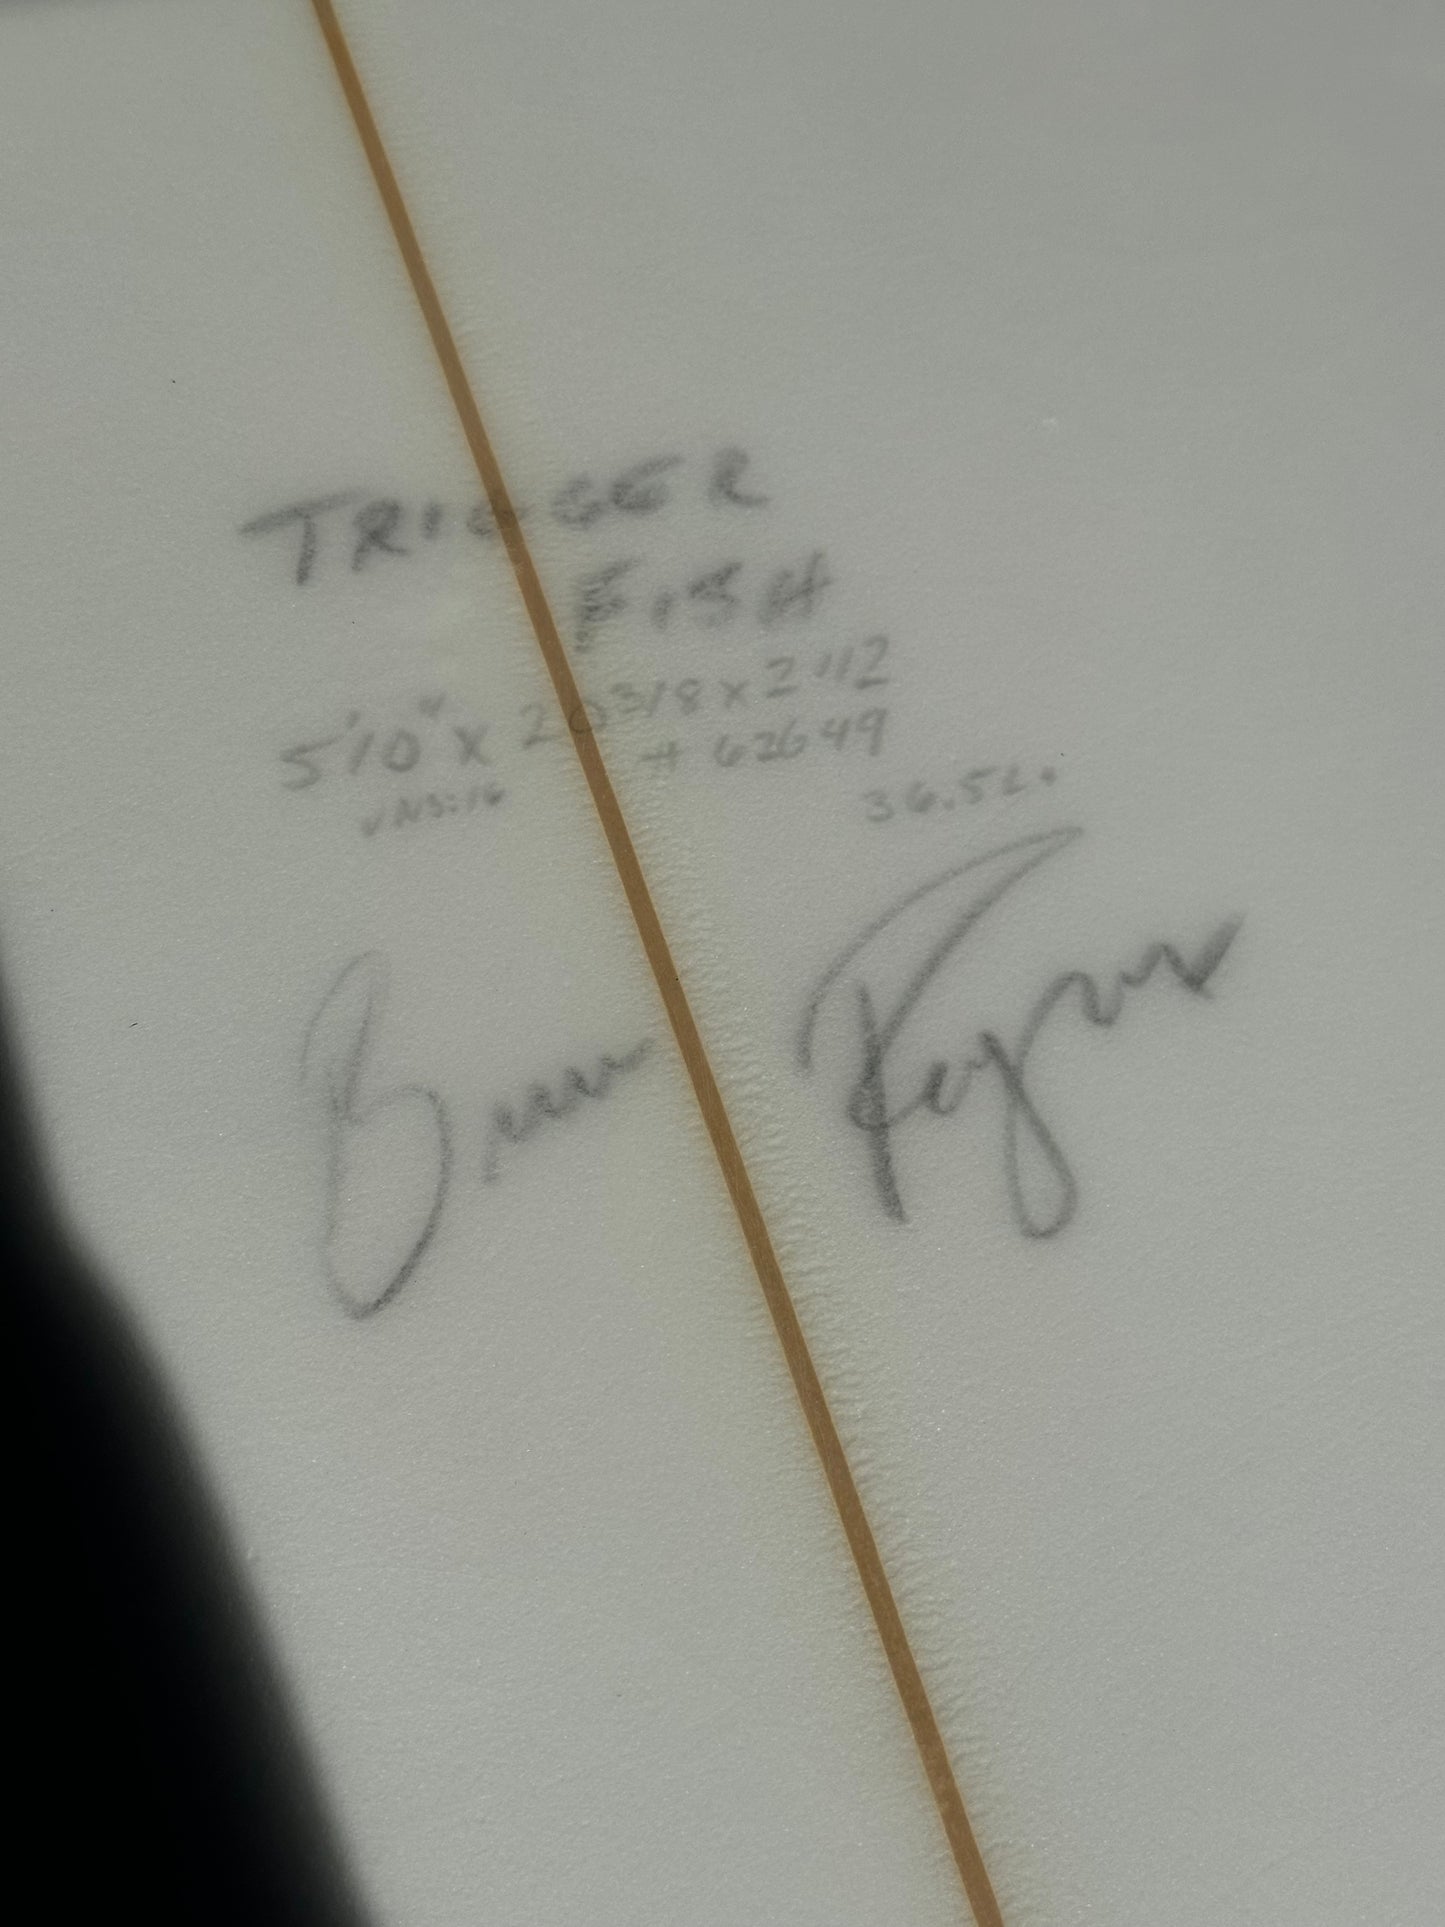 TRIGGER
FISH
5'10" x 20 3/8 x 2 1/2
# 62649
36.5L.